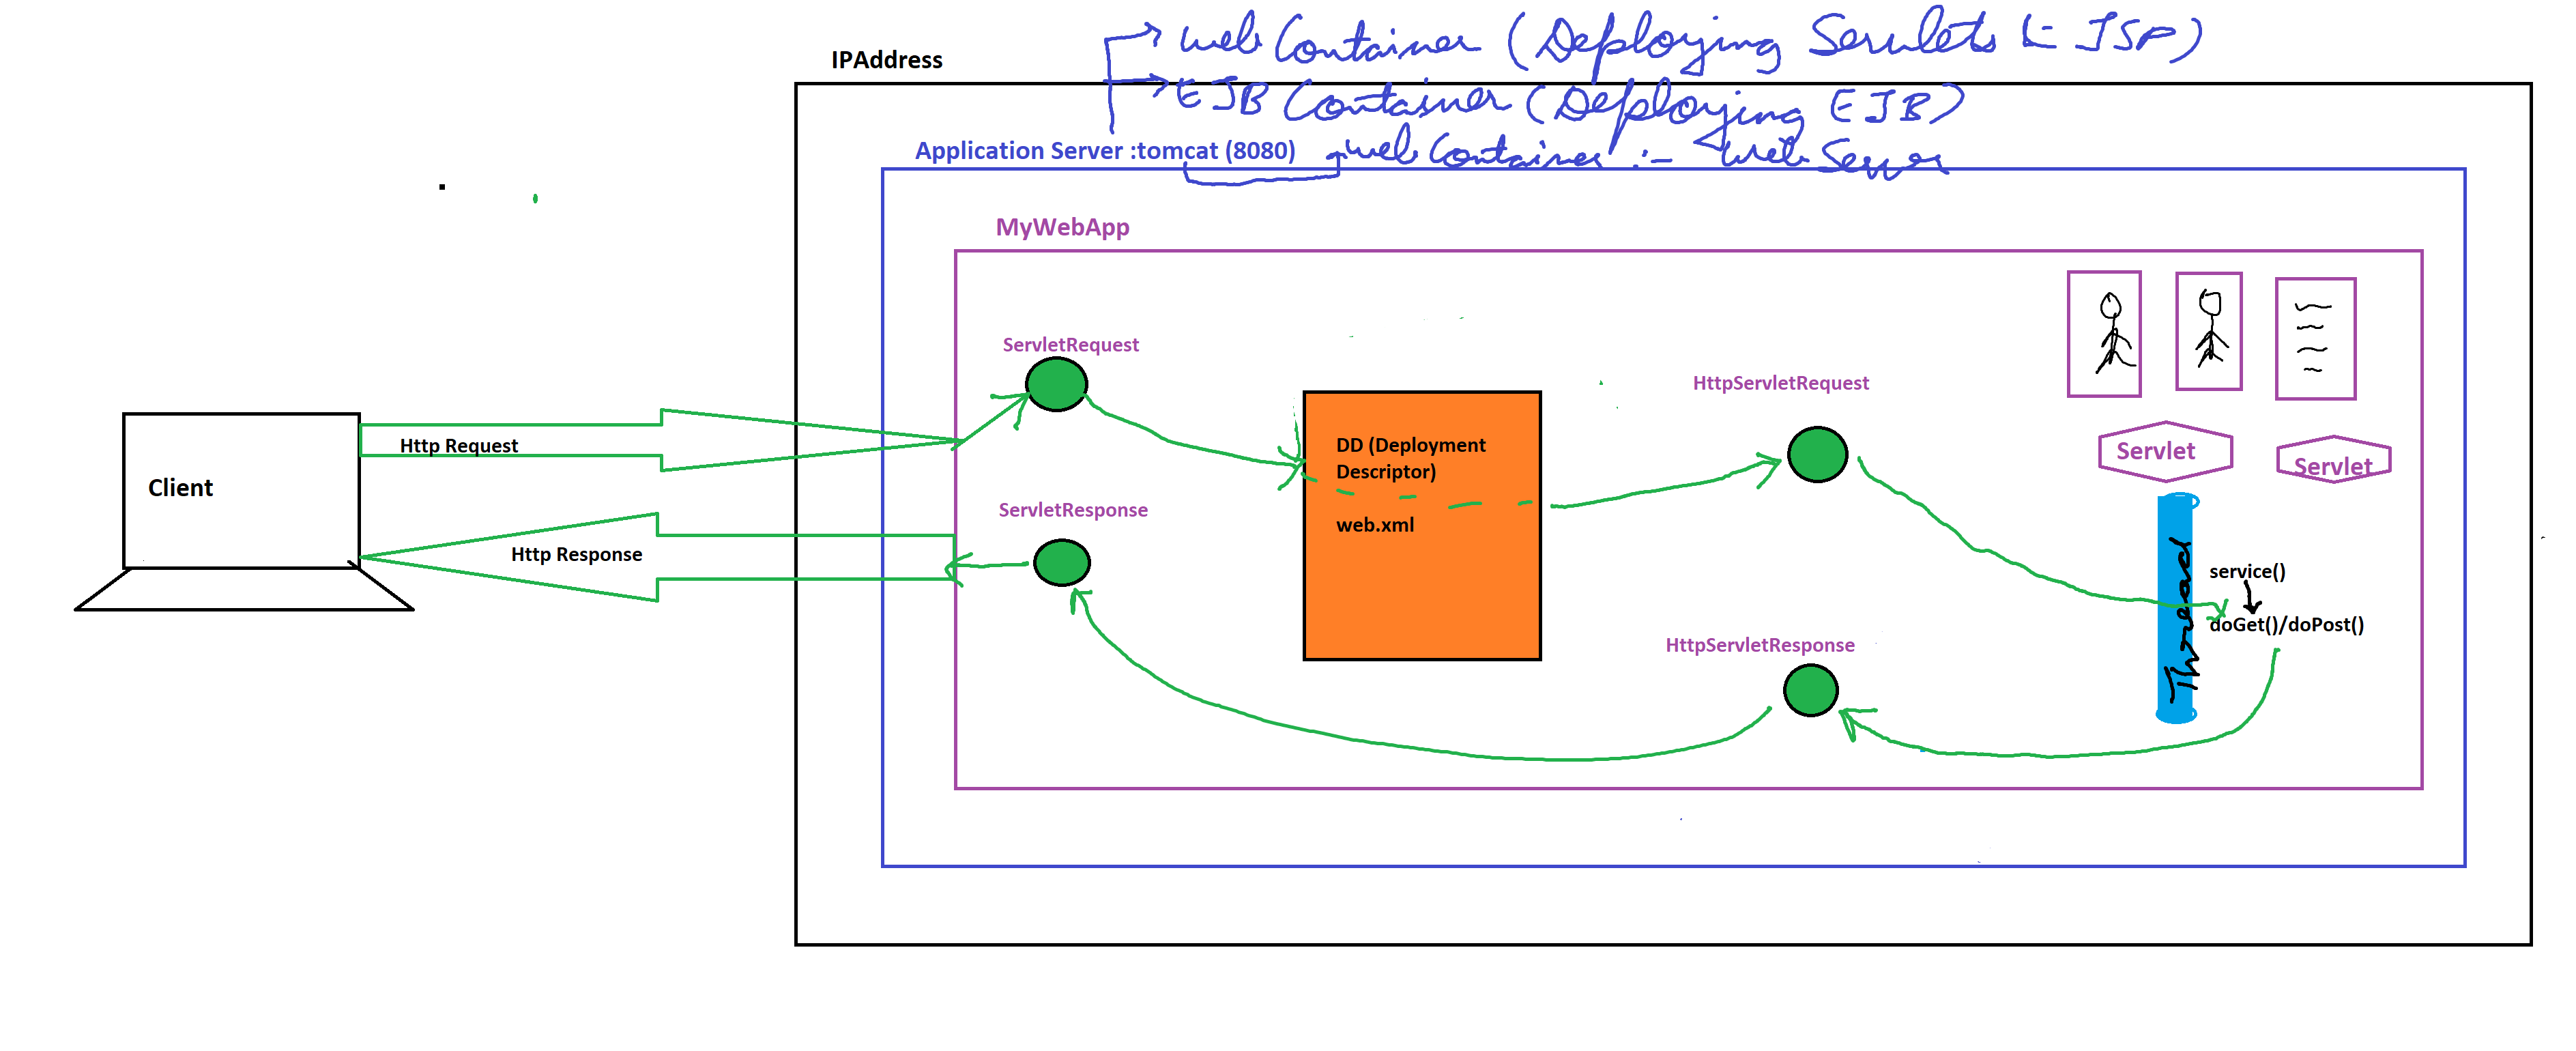 web Container (Deploying Servlets & JSP)
IPAddress
EJB Container (Deploying EJB)
Application Server :tomcat (8080)
web Container :- Web Server
MyWebApp
ServletRequest
HttpServletRequest
Http Request
DD (Deployment
Descriptor)
web.xml
Servlet
Servlet
Client
ServletResponse
Http Response
Thread
service()
doGet()/doPost()
HttpServletResponse